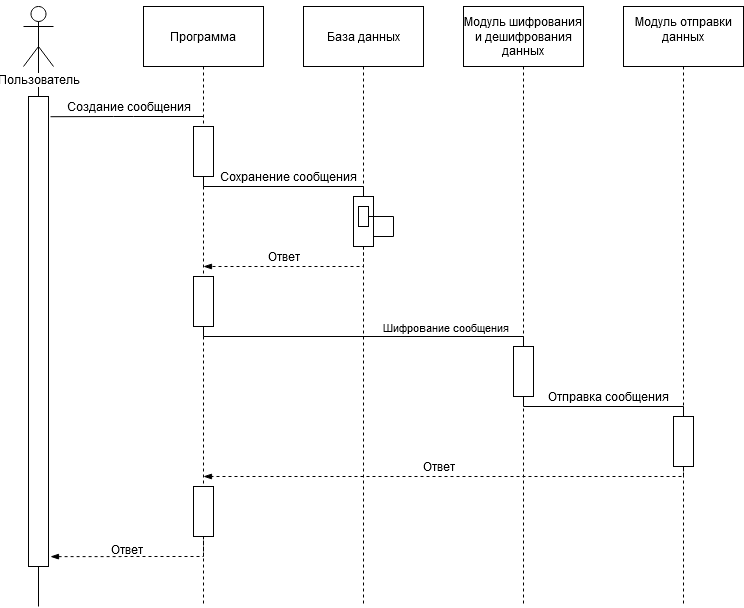 Программа
База данных
Модуль шифрования
и дешифрования
данных
Модуль отправки
данных
Пользователь
Создание сообщения
Сохранение сообщения
Ответ
Шифрование сообщения
Отправка сообщения
Ответ
Ответ